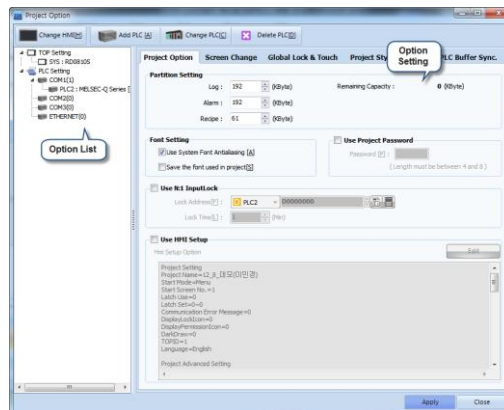 Project Option
Change HMI[H]
Add PLC [A]
Change PLC[C]
Delete PLC[D]
TOP Setting
SYS : RD0810S
PLC Setting
COM1(1)
PLC2 : MELSEC-Q Series [
COM2(0)
COM3(0)
ETHERNET(0)
Option List
Project Option
Screen Change
Global Lock & Touch
Project Sty
PLC Buffer Sync.
Option
Setting
Partition Setting
Log : 192 (KByte)
Remaining Capacity : 0 (KByte)
Alarm : 192 (KByte)
Recipe : 61 (KByte)
Font Setting
Use System Font Antialiasing [A]
Save the font used in project[S]
Use Project Password
Password [P] :
( Length must be between 4 and 8 )
Use N:1 InputLock
Lock Address[F] : PLC2 D0000000
Lock Time[L] : (Min)
Use HMI Setup
Hmi Setup Option
Edit
Project Setting
Start Mode=Menu
Start Screen No.=1
Latch Use=0
Latch Set=0~0
Communication Error Message=0
DisplayLockIcon=0
DisplayPermissionIcon=0
DarkDraw=0
TOPID=1
Language=English
Project Advanced Setting
Apply
Close